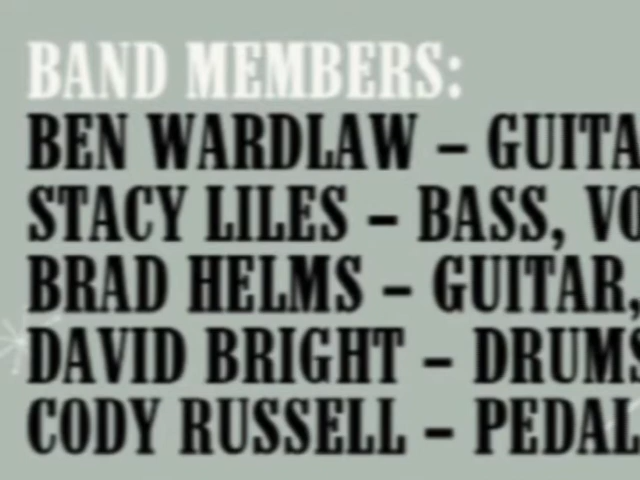 BAND MEMBERS:
BEN WARDLAW – GUITA
STACY LILES – BASS, VO
BRAD HELMS – GUITAR,
DAVID BRIGHT – DRUMS
CODY RUSSELL – PEDAL